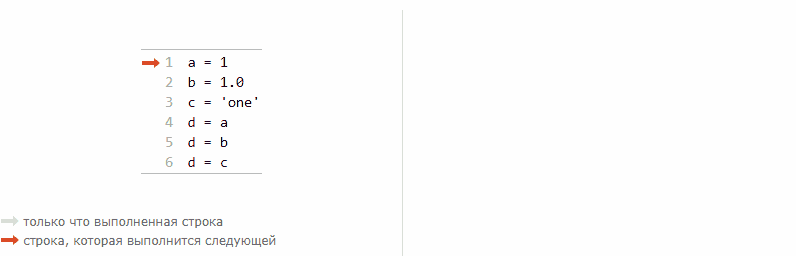 1 a = 1
2 b = 1.0
3 c = 'one'
4 d = a
5 d = b
6 d = c
только что выполненная строка
строка, которая выполнится следующей